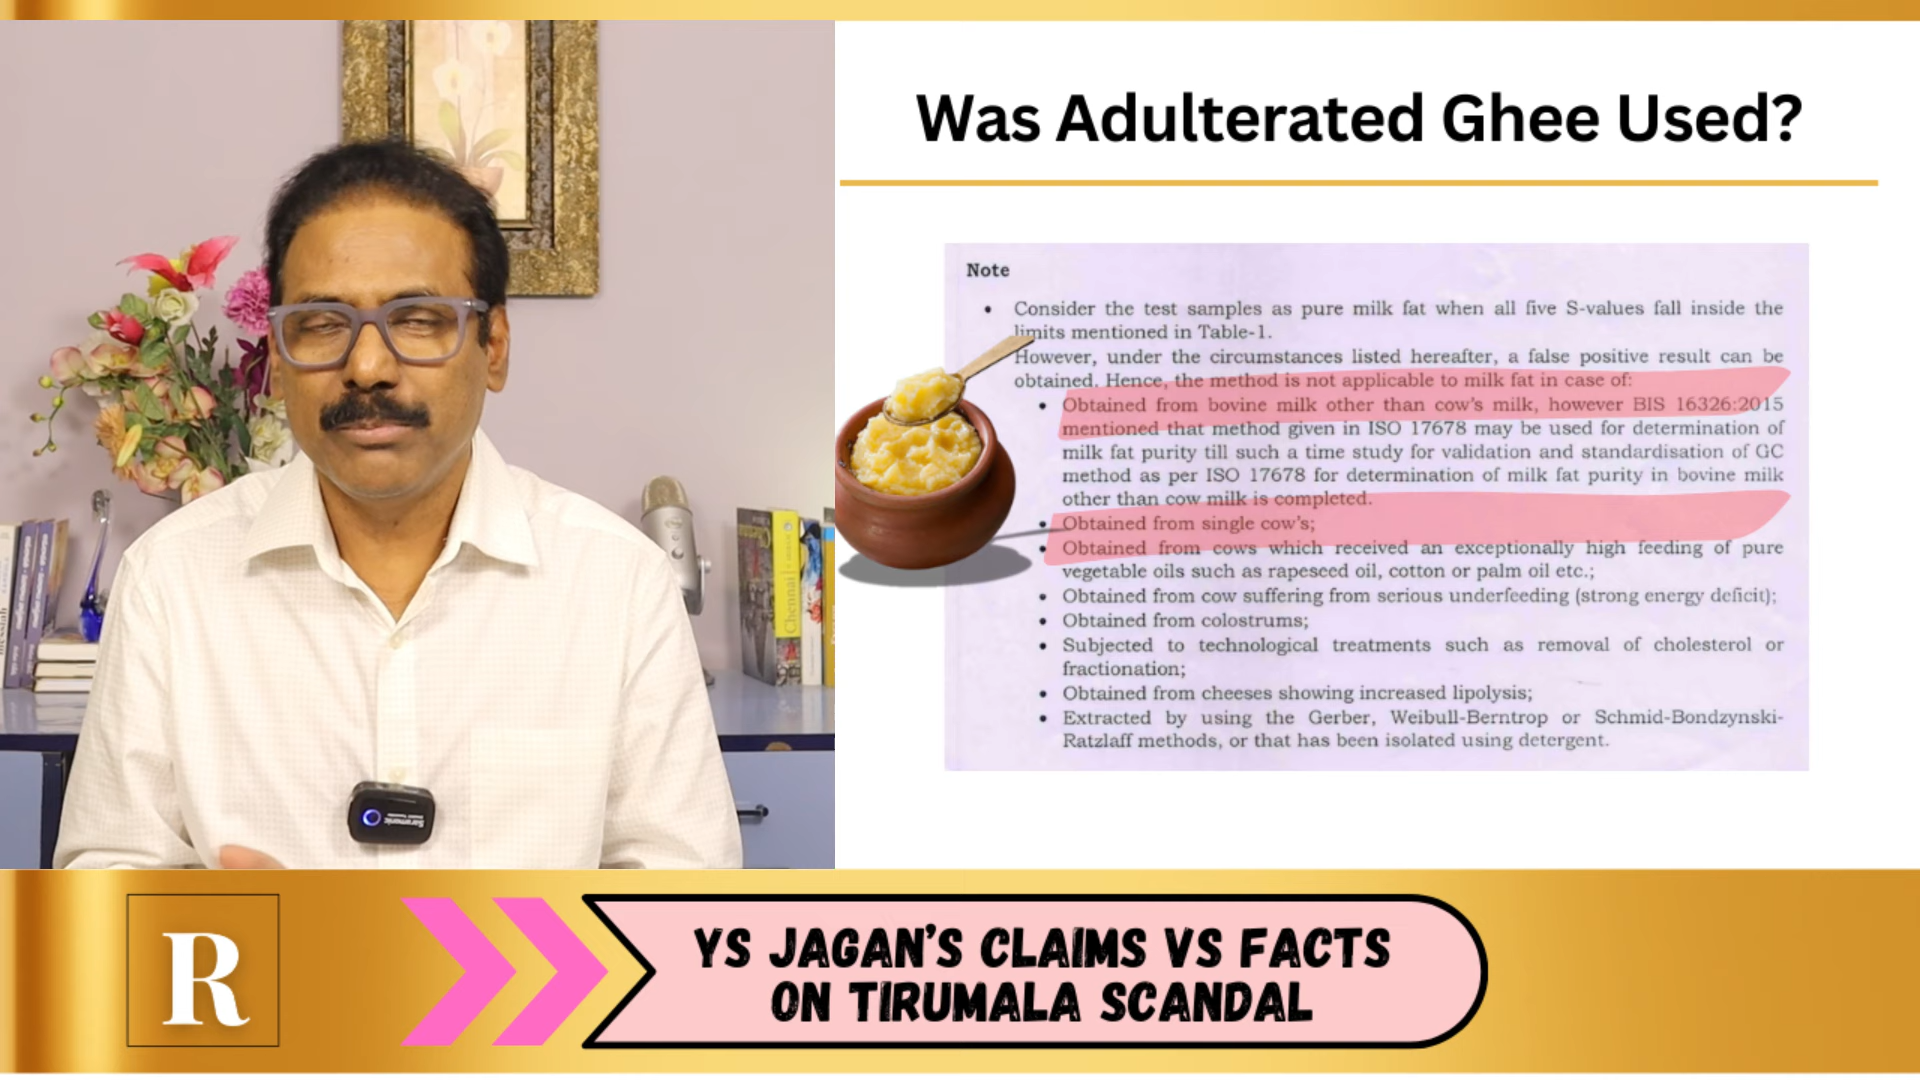 Was Adulterated Ghee Used?
Note
• Consider the test samples as pure milk fat when all five S-values fall inside the
limits mentioned in Table-1.
However, under the circumstances listed hereafter, a false positive result can be
obtained. Hence, the method is not applicable to milk fat in case of:
• Obtained from bovine milk other than cow's milk, however BIS 16326:2015
mentioned that method given in ISO 17678 may be used for determination of
milk fat purity till such a time study for validation and standardisation of GC
method as per ISO 17678 for determination of milk fat purity in bovine milk
other than cow milk is completed.
• Obtained from single cow's;
• Obtained from cows which received an exceptionally high feeding of pure
vegetable oils such as rapeseed oil, cotton or palm oil etc.;
• Obtained from cow suffering from serious underfeeding (strong energy deficit);
• Obtained from colostrums;
• Subjected to technological treatments such as removal of cholesterol or
fractionation;
• Obtained from cheeses showing increased lipolysis;
• Extracted by using the Gerber, Weibull-Berntrop or Schmid-Bondzynski-
Ratzlaff methods, or that has been isolated using detergent.
Chennai
Saramonic
R
YS JAGAN'S CLAIMS VS FACTS
ON TIRUMALA SCANDAL